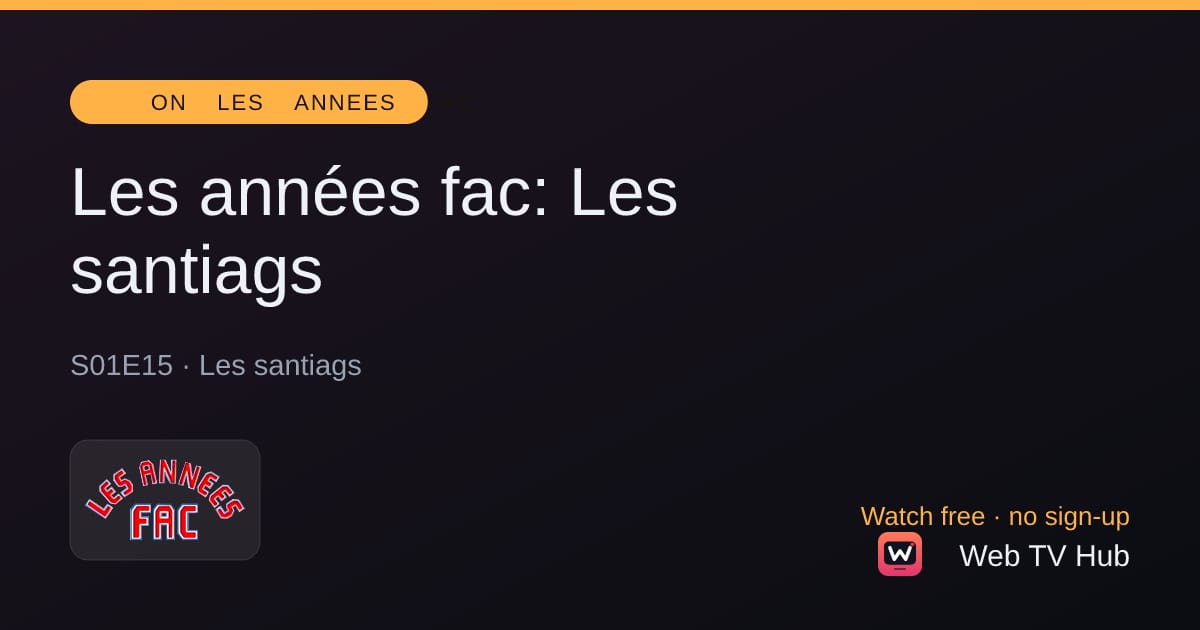 ON LES ANNEES
Les années fac: Les
santiags
S01E15 · Les santiags
LES ANNEES
FAC
Watch free · no sign-up
W
Web TV Hub